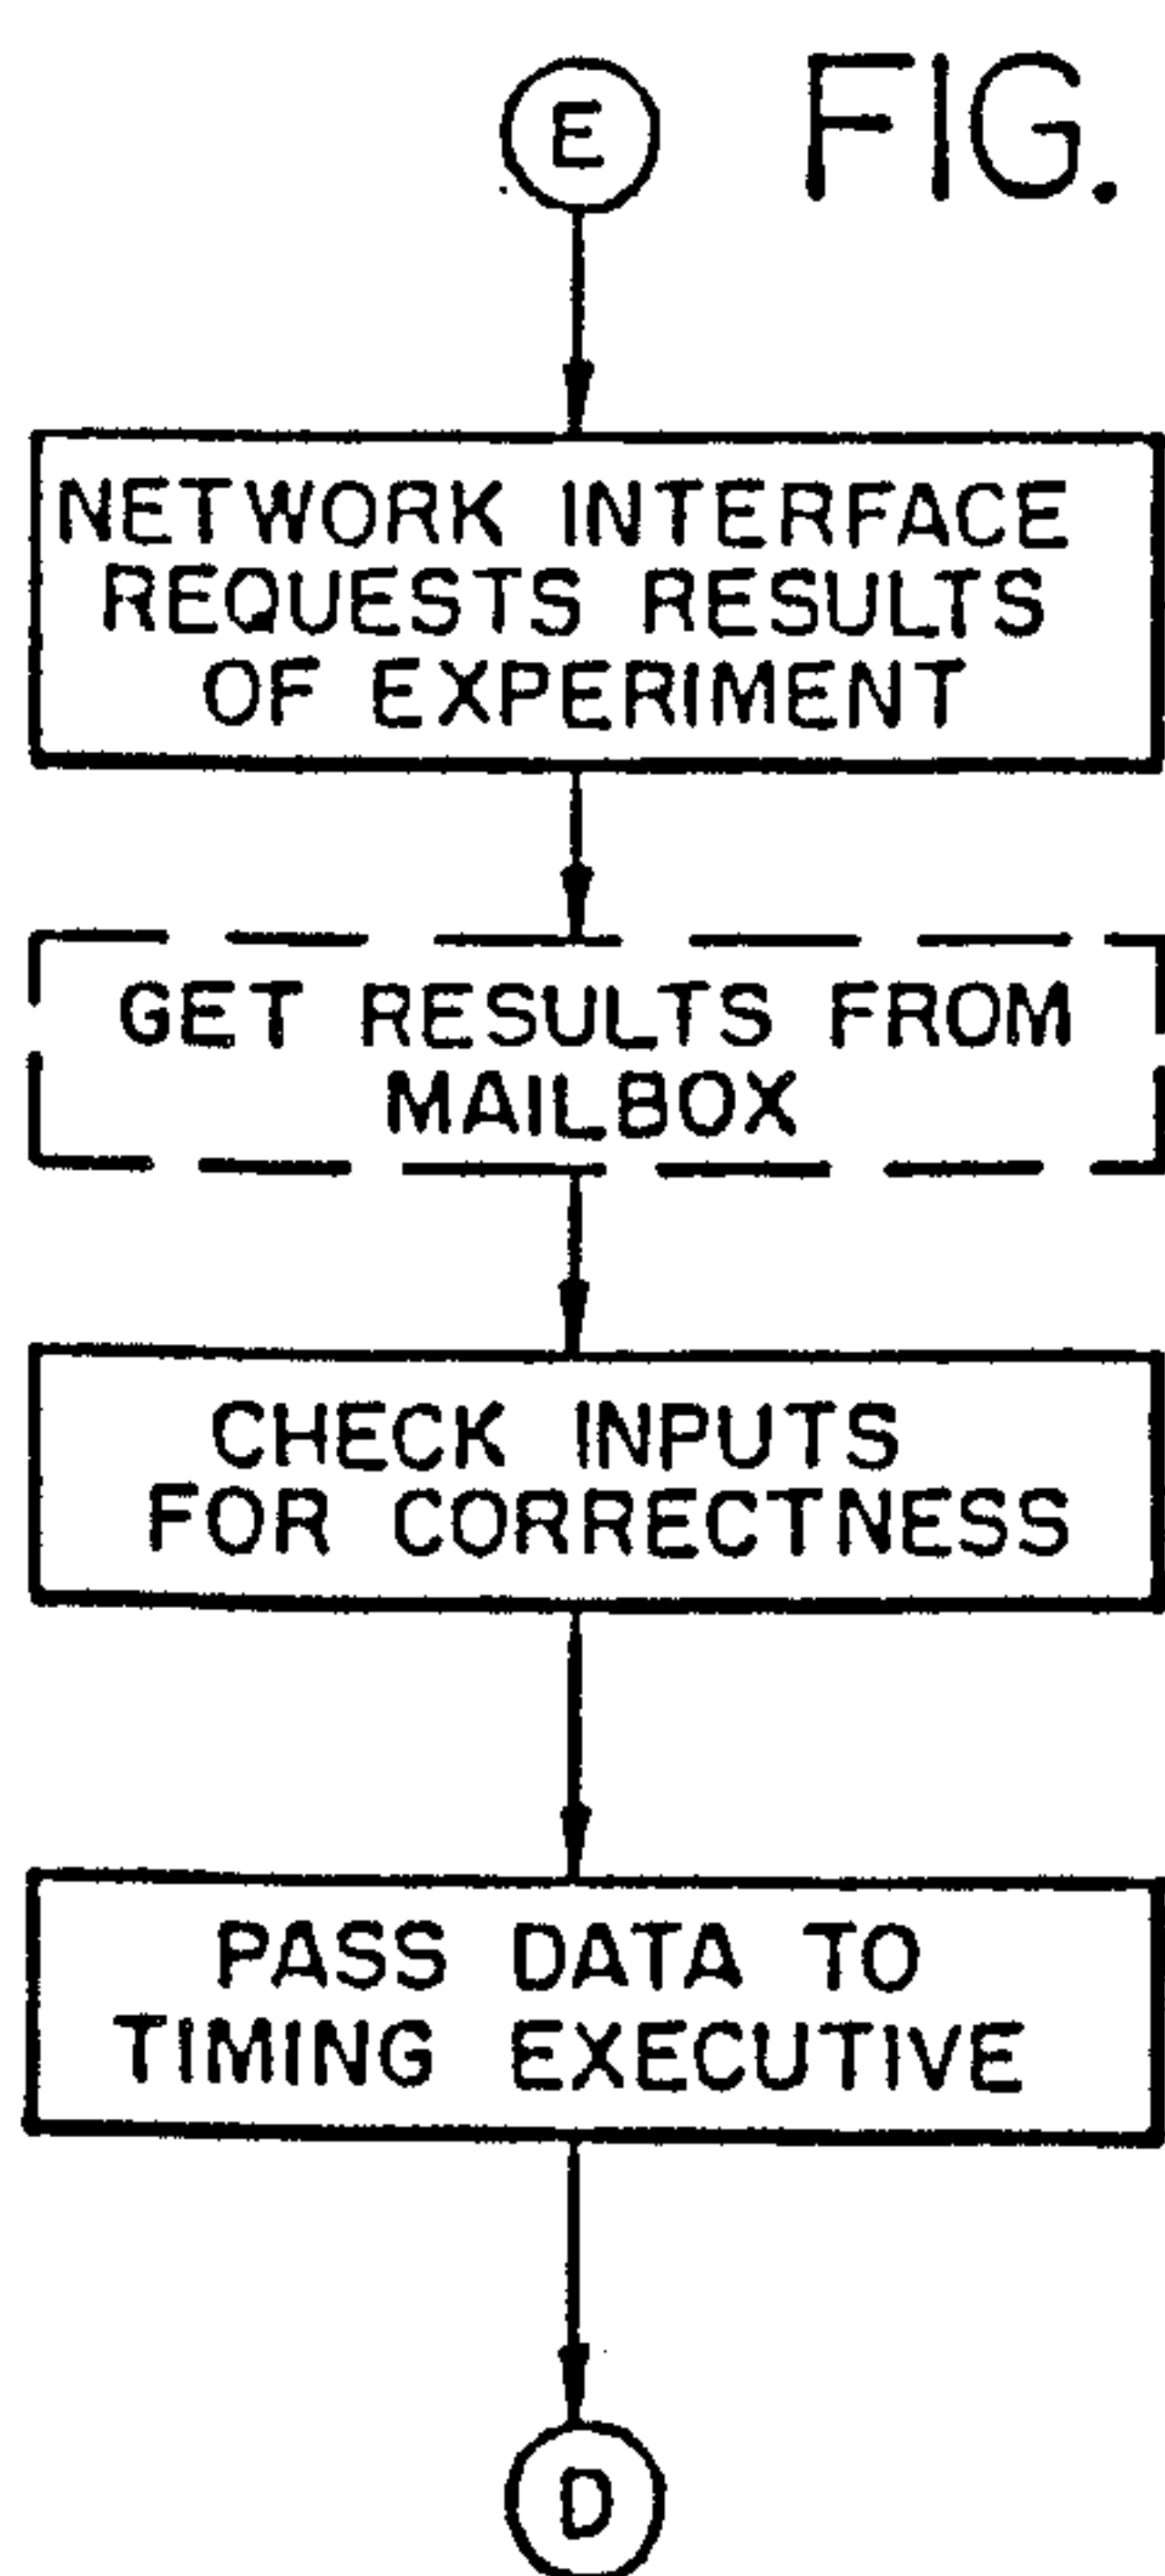 E
FIG.
NETWORK INTERFACE
REQUESTS RESULTS
OF EXPERIMENT
GET RESULTS FROM
MAILBOX
CHECK INPUTS
FOR CORRECTNESS
PASS DATA TO
TIMING EXECUTIVE
D